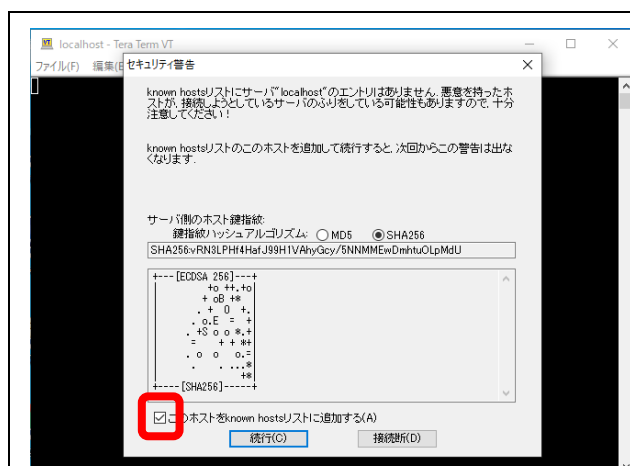 localhost - Tera Term VT
ファイル(F) 編集(E
セキュリティ警告
known hostsリストにサーバ"localhost"のエントリはありません. 悪意を持ったホ
ストが, 接続しようとしているサーバのふりをしている可能性もありますので, 十分
注意してください!
known hostsリストのこのホストを追加して続行すると, 次回からこの警告は出な
くなります.
サーバ側のホスト鍵指紋:
鍵指紋ハッシュアルゴリズム: MD5 SHA256
SHA256:vRN3LPHf4HafJ99H1VAhyGcy/5NNMMEwDmhtuOLpMdU
+---[ECDSA 256]---+
|        +o ++.+o|
|       + oB +* |
|      . + O  +. |
|     . o.E  = + |
|    . +S o o *.+|
|     =   + + *+|
|    . o  o   o.=|
|     .   . ...*|
|            +*|
+----[SHA256]-----+
このホストをknown hostsリストに追加する(A)
続行(C) 接続断(D)